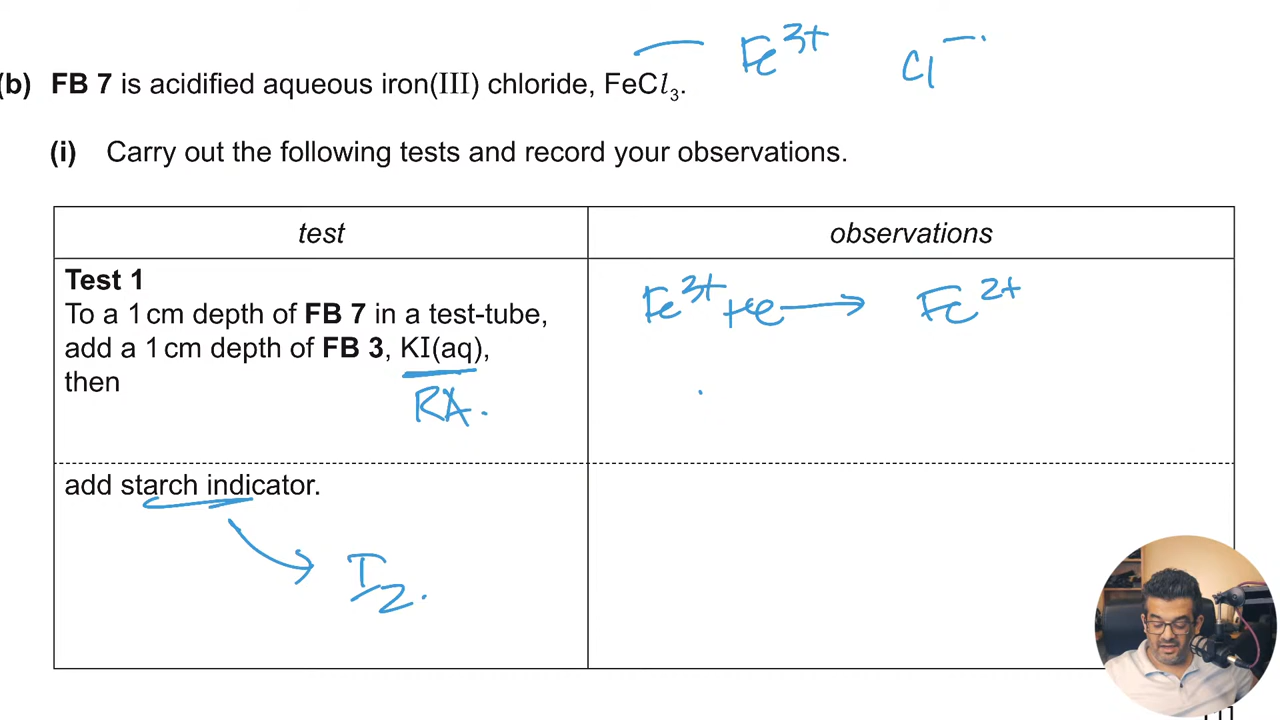 Fe3+ Cl-
(b) FB 7 is acidified aqueous iron(III) chloride, FeCl3.
(i) Carry out the following tests and record your observations.
test
observations
Test 1
To a 1 cm depth of FB 7 in a test-tube,
add a 1 cm depth of FB 3, KI(aq),
then
RA.
Fe3+ +e → Fe2+
add starch indicator.
I2.